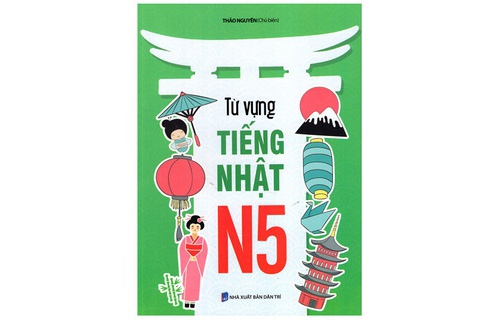 THẢO NGUYÊN (Chủ biên)
Từ vựng
TIẾNG
NHẬT
N5
NHÀ XUẤT BẢN DÂN TRÍ